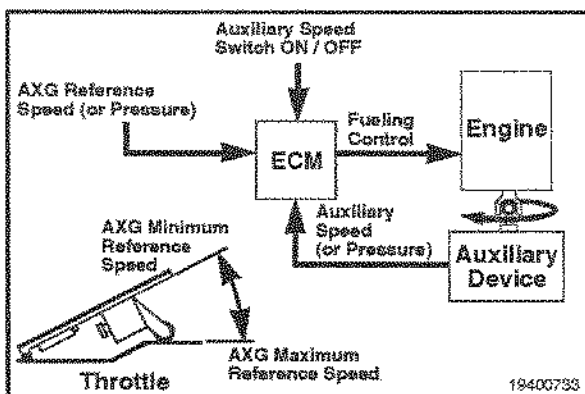 Auxiliary Speed
Switch ON / OFF
AXG Reference
Speed (or Pressure)
Fueling
Control
Engine
ECM
AXG Minimum
Reference
Speed
Auxiliary
Speed
(or Pressure)
Auxiliary
Device
AXG Maximum
Reference Speed
Throttle
19400733